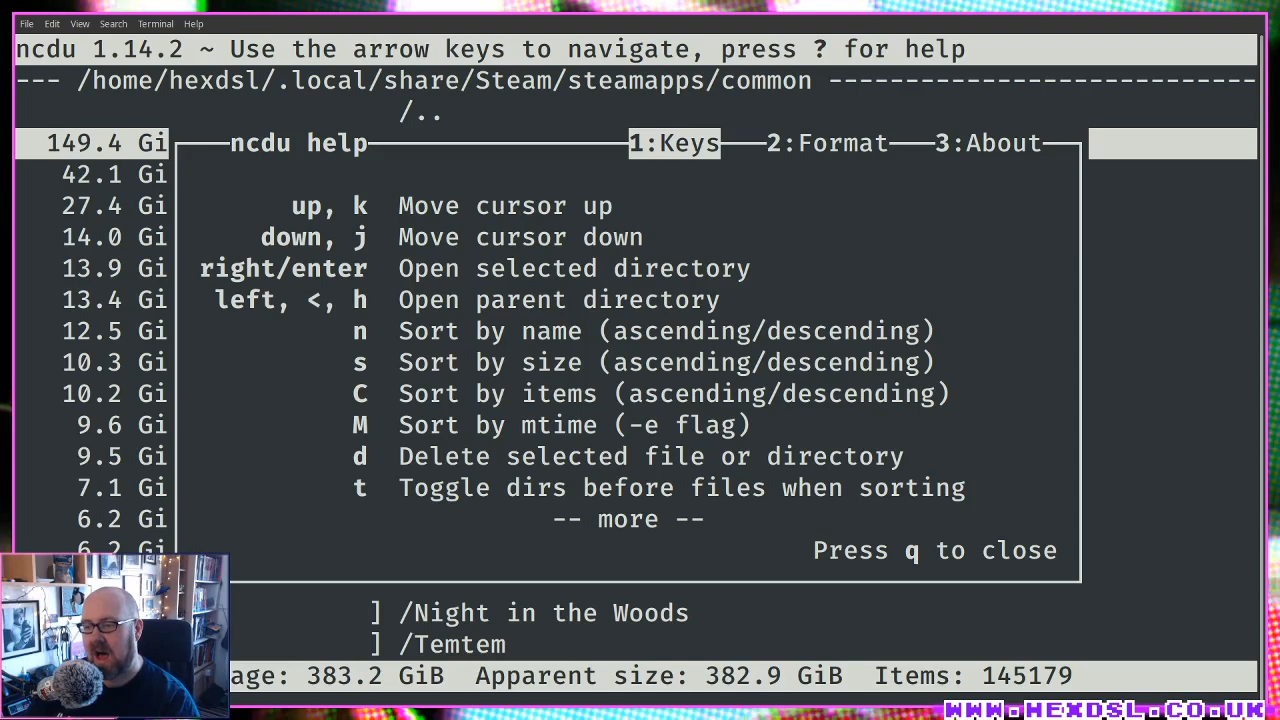 File Edit View Search Terminal Help
ncdu 1.14.2 ~ Use the arrow keys to navigate, press ? for help
--- /home/hexdsl/.local/share/Steam/steamapps/common ----------------------------
/..
149.4 Gi ncdu help 1:Keys 2:Format 3:About
42.1 Gi
27.4 Gi up, k Move cursor up
14.0 Gi down, j Move cursor down
13.9 Gi right/enter Open selected directory
13.4 Gi left, <, h Open parent directory
12.5 Gi n Sort by name (ascending/descending)
10.3 Gi s Sort by size (ascending/descending)
10.2 Gi C Sort by items (ascending/descending)
9.6 Gi M Sort by mtime (-e flag)
9.5 Gi d Delete selected file or directory
7.1 Gi t Toggle dirs before files when sorting
6.2 Gi -- more --
6.2 Gi Press q to close
] /Night in the Woods
] /Temtem
age: 383.2 GiB Apparent size: 382.9 GiB Items: 145179
WWW.HEXDSL.CO.UK